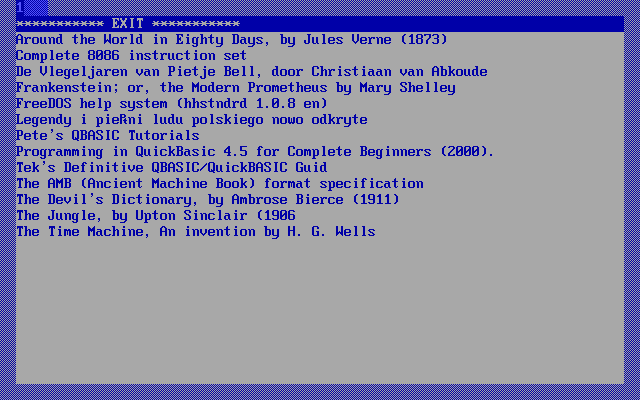 1
*********** EXIT ***********
Around the World in Eighty Days, by Jules Verne (1873)
Complete 8086 instruction set
De Vlegeljaren van Pietje Bell, door Christiaan van Abkoude
Frankenstein; or, the Modern Prometheus by Mary Shelley
FreeDOS help system (hhstndrd 1.0.8 en)
Legendy i pieRni ludu polskiego nowo odkryte
Pete's QBASIC Tutorials
Programming in QuickBasic 4.5 for Complete Beginners (2000).
Tek's Definitive QBASIC/QuickBASIC Guid
The AMB (Ancient Machine Book) format specification
The Devil's Dictionary, by Ambrose Bierce (1911)
The Jungle, by Upton Sinclair (1906
The Time Machine, An invention by H. G. Wells